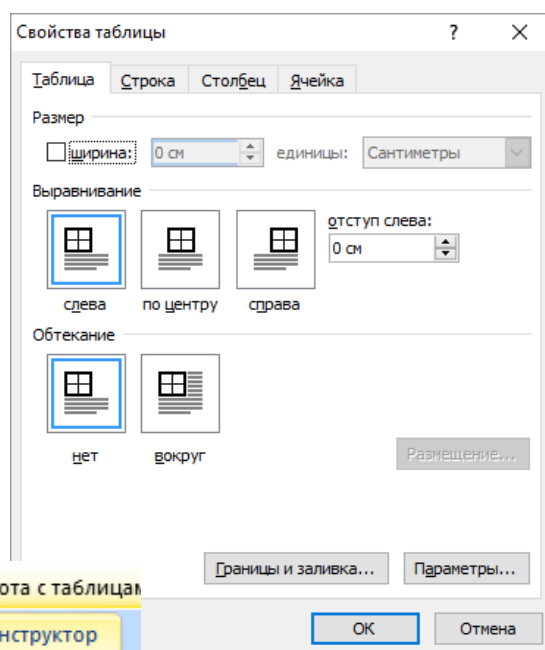 Свойства таблицы ? ×
Таблица Строка Столбец Ячейка
Размер
ширина: 0 см единицы: Сантиметры
Выравнивание
отступ слева:
0 см
слева по центру справа
Обтекание
нет вокруг
Размещение...
Границы и заливка... Параметры...
ота с таблицам
нструктор
ОК Отмена